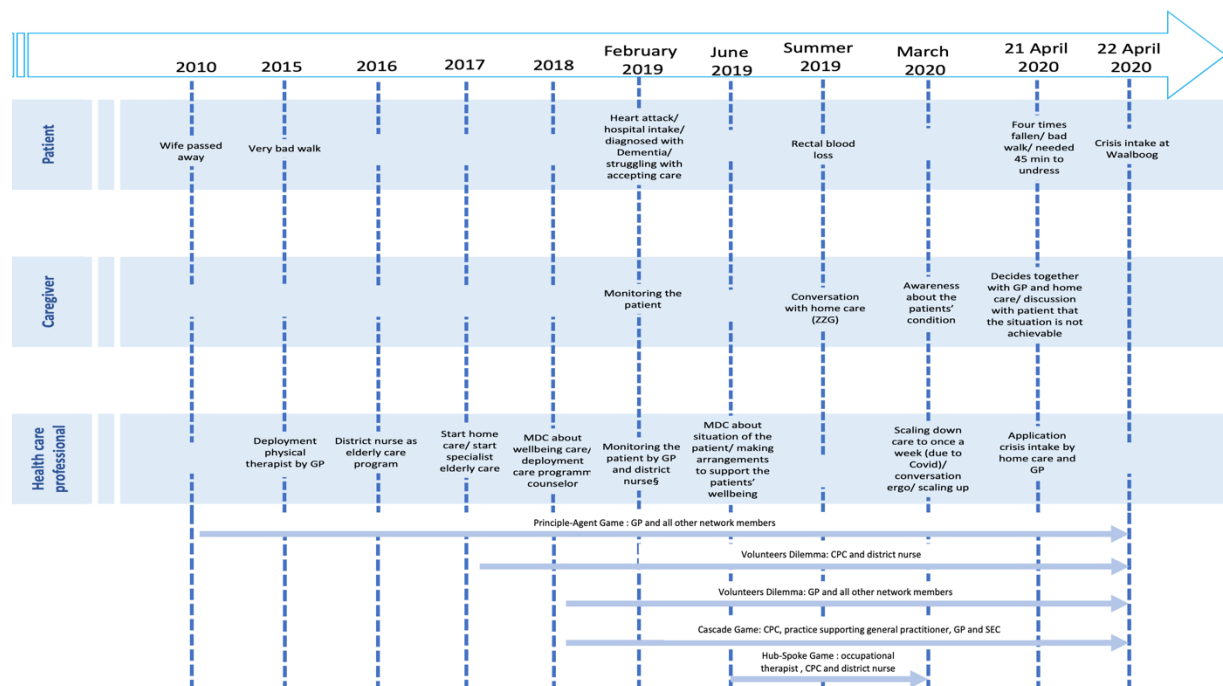 2010
2015
2016
2017
2018
February
2019
June
2019
Summer
2019
March
2020
21 April
2020
22 April
2020
Patient
Wife passed
away
Very bad walk
Heart attack/
hospital intake/
diagnosed with
Dementia/
struggling with
accepting care
Rectal blood
loss
Four times
fallen/ bad
walk/ needed
45 min to
undress
Crisis intake at
Waalboog
Caregiver
Monitoring the
patient
Conversation
with home care
(ZZG)
Awareness
about the
patients’
condition
Decides together
with GP and home
care/ discussion
with patient that
the situation is not
achievable
Health care
professional
Deployment
physical
therapist by GP
District nurse as
elderly care
program
Start home
care/ start
specialist
elderly care
MDC about
wellbeing care/
deployment
care programm
counselor
Monitoring the
patient by GP
and district
nurse§
MDC about
situation of the
patient/ making
arrangements
to support the
patients’
wellbeing
Scaling down
care to once a
week (due to
Covid)/
conversation
ergo/ scaling up
Application
crisis intake by
home care and
GP
Principle-Agent Game : GP and all other network members
Volunteers Dilemma: CPC and district nurse
Volunteers Dilemma: GP and all other network members
Cascade Game: CPC, practice supporting general practitioner, GP and SEC
Hub-Spoke Game : occupational
therapist , CPC and district nurse